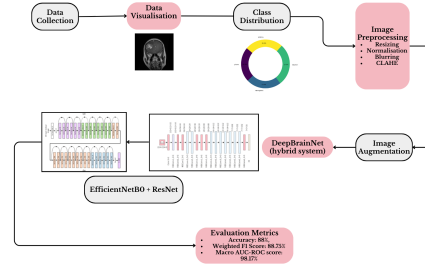 Data
Collection
Data
Visualisation
Class
Distribution
Image
Preprocessing
• Resizing
• Normalisation
• Blurring
• CLAHE
DeepBrainNet
(hybrid system)
Image
Augmentation
EfficientNetB0 + ResNet
Evaluation Metrics
• Accuracy: 88%,
• Weighted F1 Score: 88.75%
• Macro AUC-ROC score:
98.17%